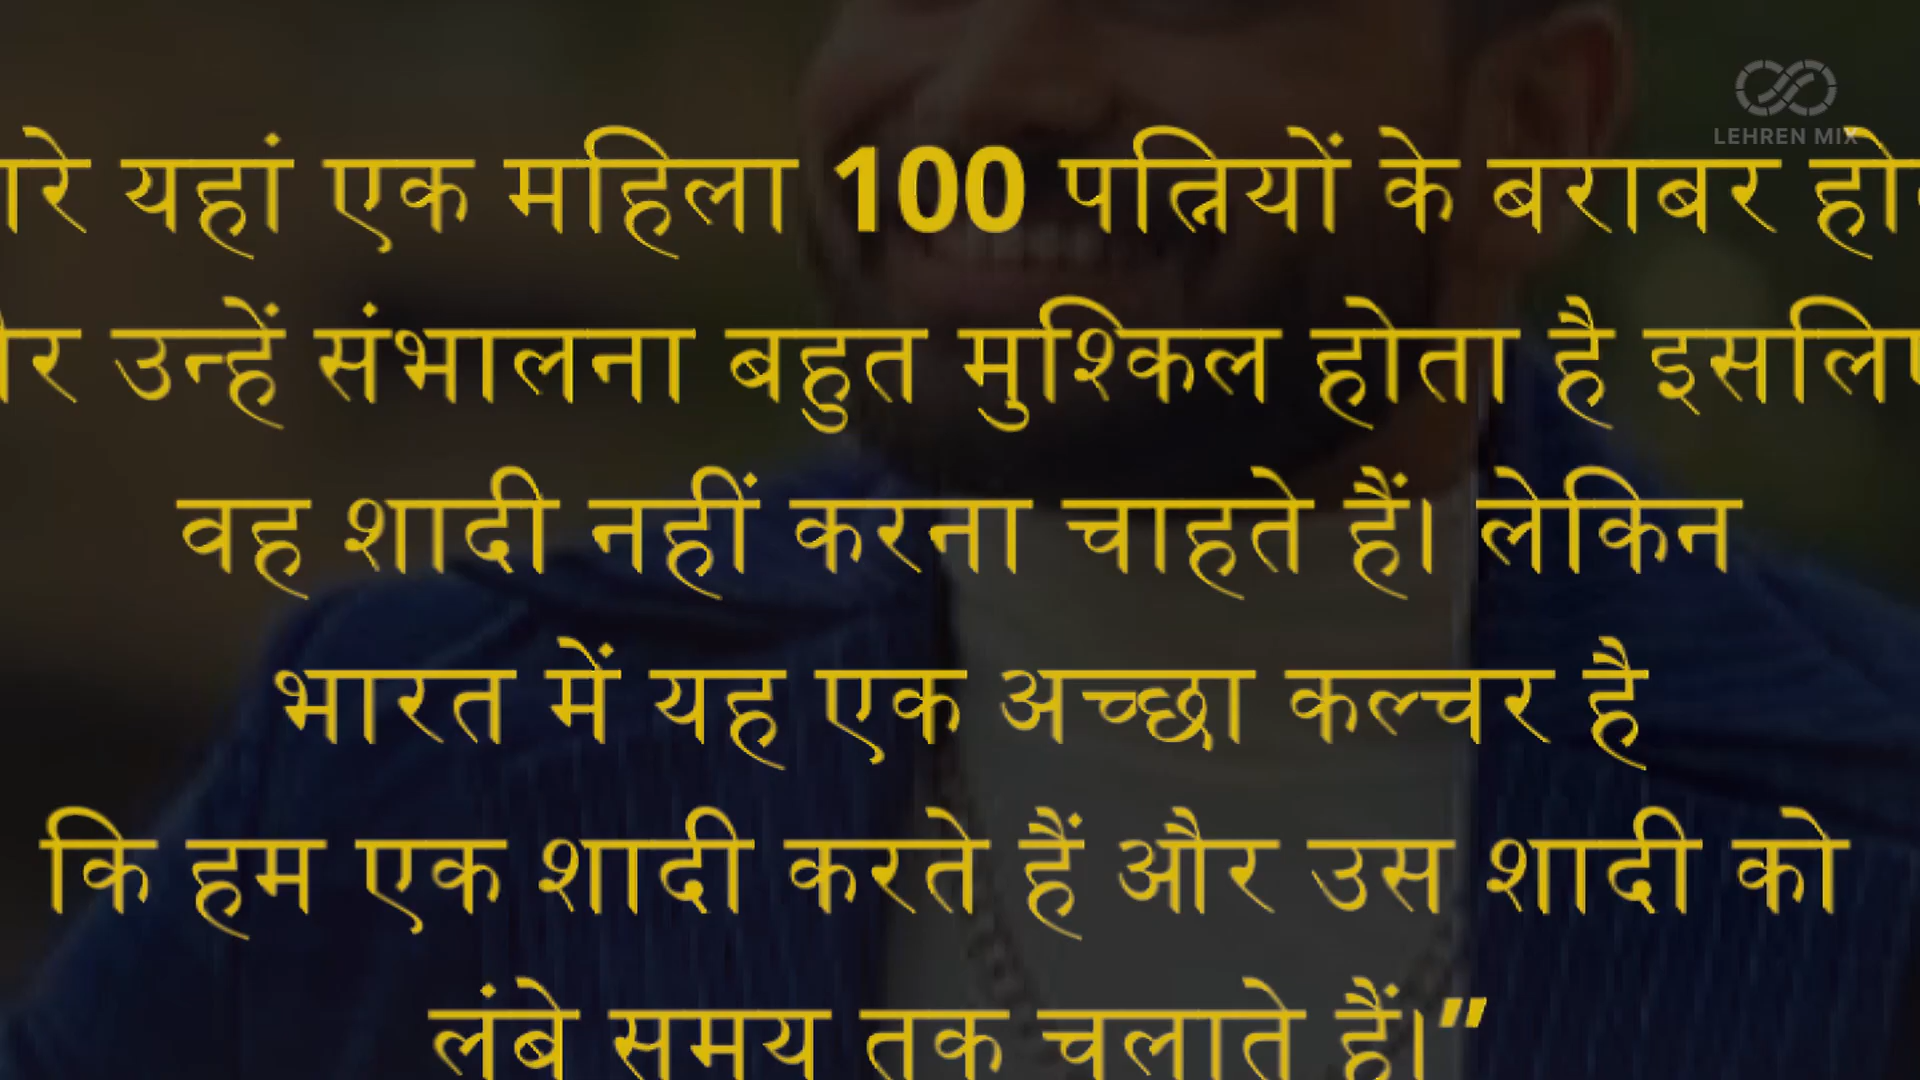 LEHREN MIX
यहां एक महिला 100 पत्नियों के बराबर
उन्हें संभालना बहुत मुश्किल होता है
वह शादी नहीं करना चाहते हैं। लेकिन
भारत में यह एक अच्छा कल्चर है
कि हम एक शादी करते हैं और उस शादी को
लंबे समय तक चलाते हैं।”